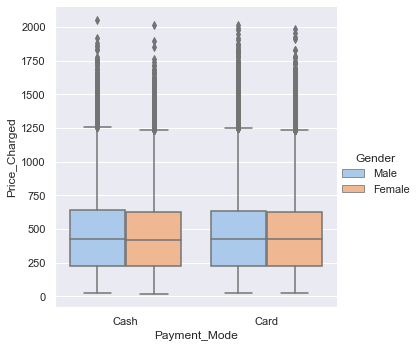 2000
1750
1500
1250
1000
750
500
250
0
Price_Charged
Cash
Card
Payment_Mode
Gender
Male
Female